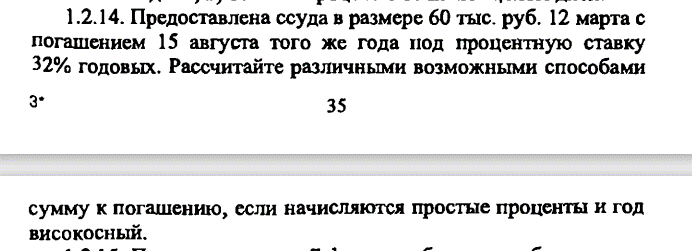 1.2.14. Предоставлена ссуда в размере 60 тыс. руб. 12 марта с
погашением 15 августа того же года под процентную ставку
32% годовых. Рассчитайте различными возможными способами
3*
35
сумму к погашению, если начисляются простые проценты и год
високосный.